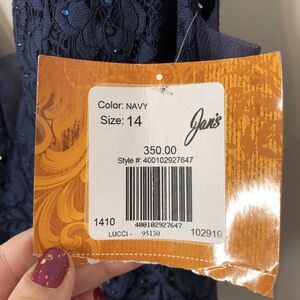 Color: NAVY
Size: 14
Jan's
350.00
Style #: 400102927647
1410
400102927647
102919
LUCCI - 95130